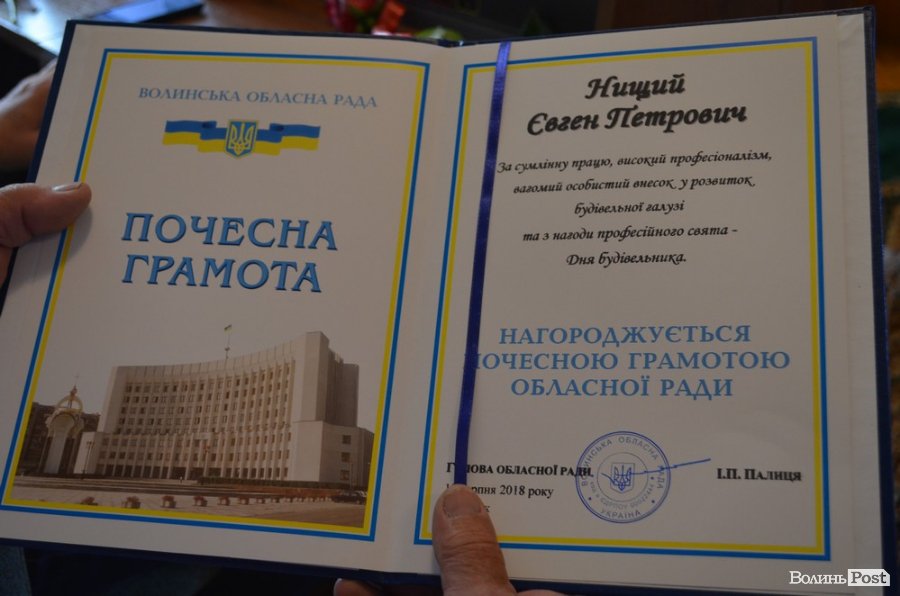 ВОЛИНСЬКА ОБЛАСНА РАДА
ПОЧЕСНА
ГРАМОТА
Нищий
Євген Петрович
За сумлінну працю, високий професіоналізм,
вагомий особистий внесок у розвиток
будівельної галузі
та з нагоди професійного свята -
Дня будівельника.
НАГОРОДЖУЄТЬСЯ
ПОЧЕСНОЮ ГРАМОТОЮ
ОБЛАСНОЇ РАДИ
ОБЛАСНОЇ РАДИ
2018 року
І.П. Палиця
ВОЛИНСЬКА ОБЛАСНА РАДА
УКРАЇНА
ВолиньPost